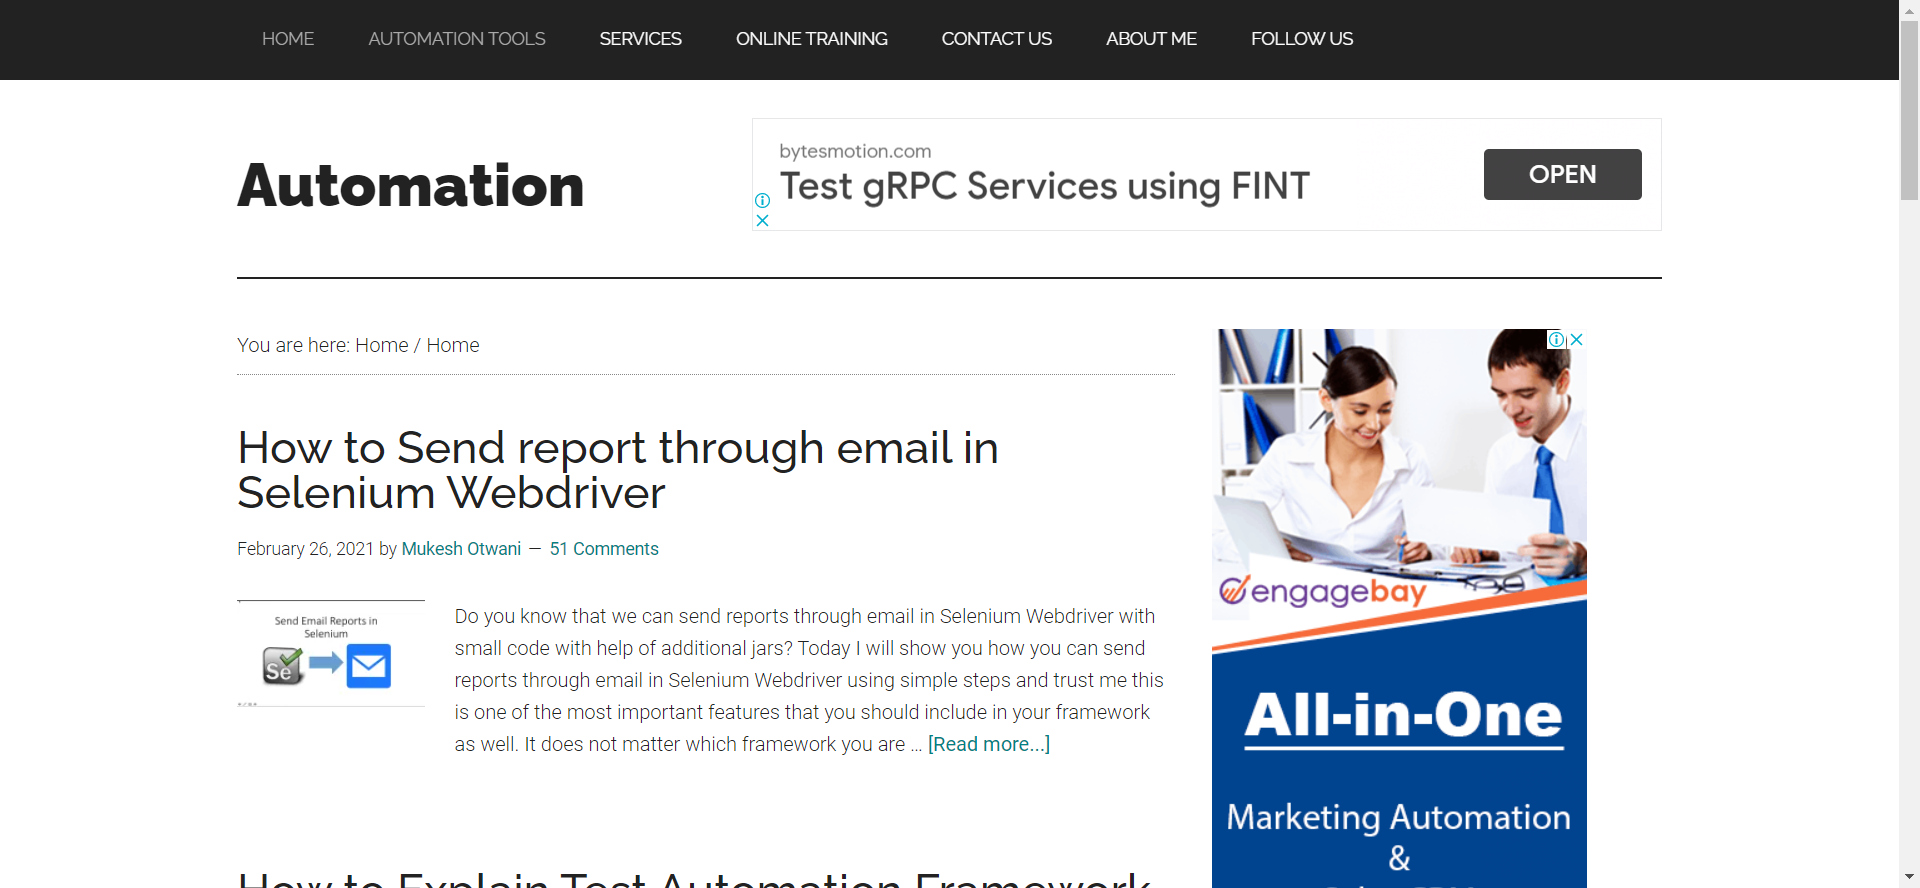 HOME AUTOMATION TOOLS SERVICES ONLINE TRAINING CONTACT US ABOUT ME FOLLOW US
Automation
bytesmotion.com
Test gRPC Services using FINT
OPEN
You are here: Home / Home
How to Send report through email in
Selenium Webdriver
February 26, 2021 by Mukesh Otwani — 51 Comments
Send Email Reports in
Selenium
Se
Do you know that we can send reports through email in Selenium Webdriver with
small code with help of additional jars? Today I will show you how you can send
reports through email in Selenium Webdriver using simple steps and trust me this
is one of the most important features that you should include in your framework
as well. It does not matter which framework you are ... [Read more...]
How to Explain Test Automation Framework
engagebay
All-in-One
Marketing Automation
&